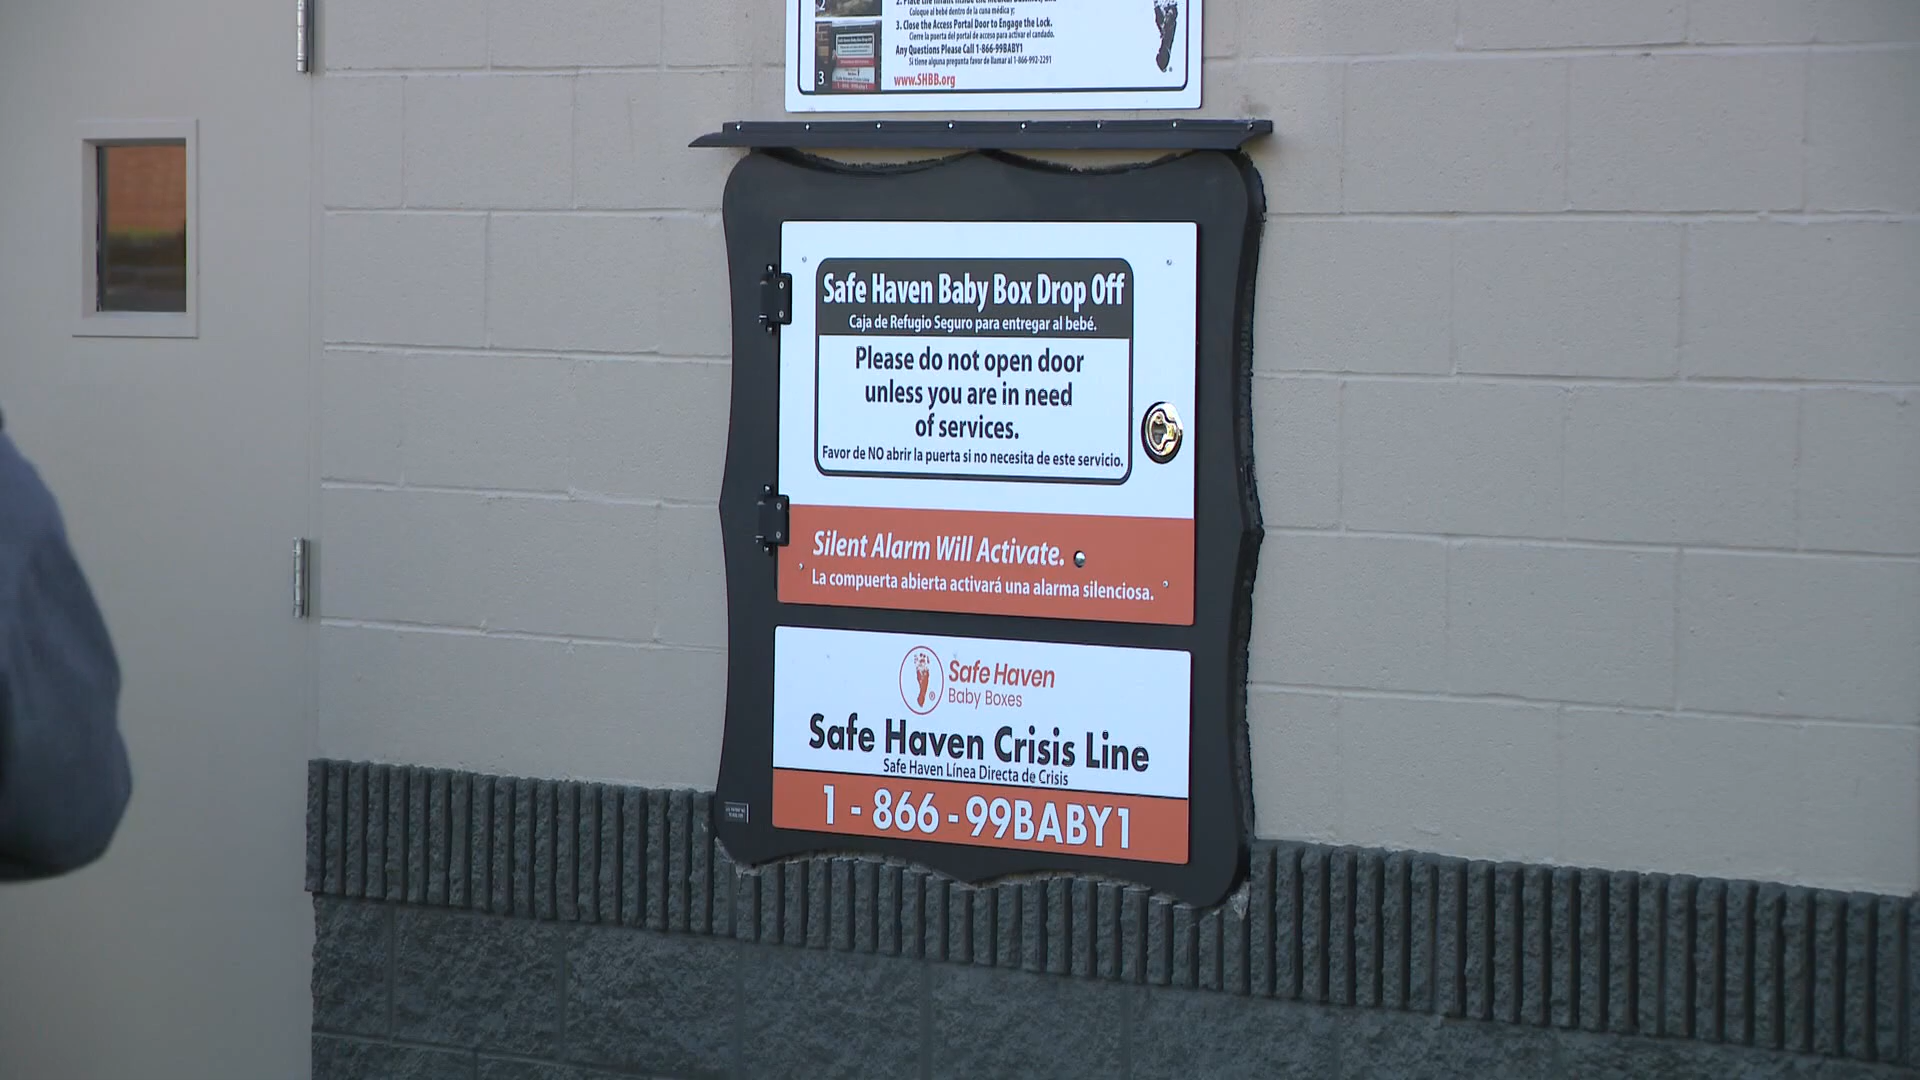 2. Place the Infant Inside the Medical Bassinet, and
Coloque al bebé dentro de la cuna médica y;
3. Close the Access Portal Door to Engage the Lock.
Cierre la puerta del portal de acceso para activar el candado.
Any Questions Please Call 1-866-99BABY1
Si tiene alguna pregunta favor de llamar al 1-866-992-2291
3
www.SHBB.org
Safe Haven Baby Box Drop Off
Caja de Refugio Seguro para entregar al bebé.
Please do not open door
unless you are in need
of services.
Favor de NO abrir la puerta si no necesita de este servicio.
Silent Alarm Will Activate.
La compuerta abierta activará una alarma silenciosa.
Safe Haven
Baby Boxes
Safe Haven Crisis Line
Safe Haven Línea Directa de Crisis
1 - 866 - 99BABY1